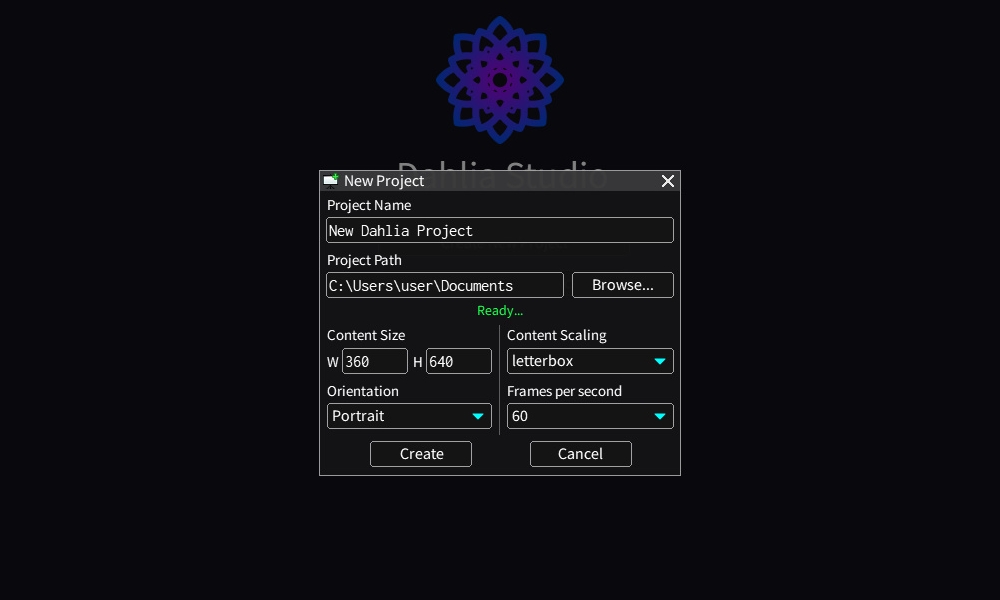 Dahlia Studio
New Project
Project Name
New Dahlia Project
Project Path
C:\Users\user\Documents
Browse...
Ready...
Content Size
Content Scaling
W 360 H 640
letterbox
Orientation
Frames per second
Portrait
60
Create
Cancel